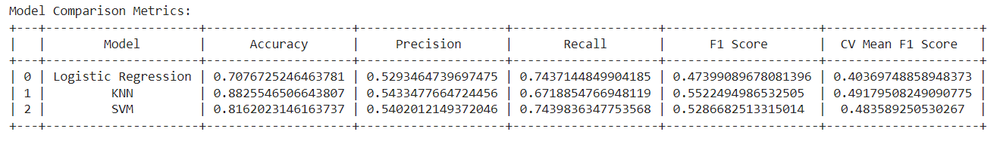 Model Comparison Metrics:
+---+---------------------+--------------------+--------------------+--------------------+---------------------+---------------------+
|   |        Model        |      Accuracy      |     Precision      |       Recall       |      F1 Score       |  CV Mean F1 Score   |
+---+---------------------+--------------------+--------------------+--------------------+---------------------+---------------------+
| 0 | Logistic Regression | 0.7076725246463781 | 0.5293464739697475 | 0.7437144849904185 | 0.47399089678081396 | 0.40369748858948373 |
| 1 |         KNN         | 0.8825546506643807 | 0.5433477664724456 | 0.6718854766948119 | 0.5522494986532505  | 0.49179508249090775 |
| 2 |         SVM         | 0.8162023146163737 | 0.5402012149372046 | 0.7439836347753568 | 0.5286682513315014  |  0.483589250530267  |
+---+---------------------+--------------------+--------------------+--------------------+---------------------+---------------------+